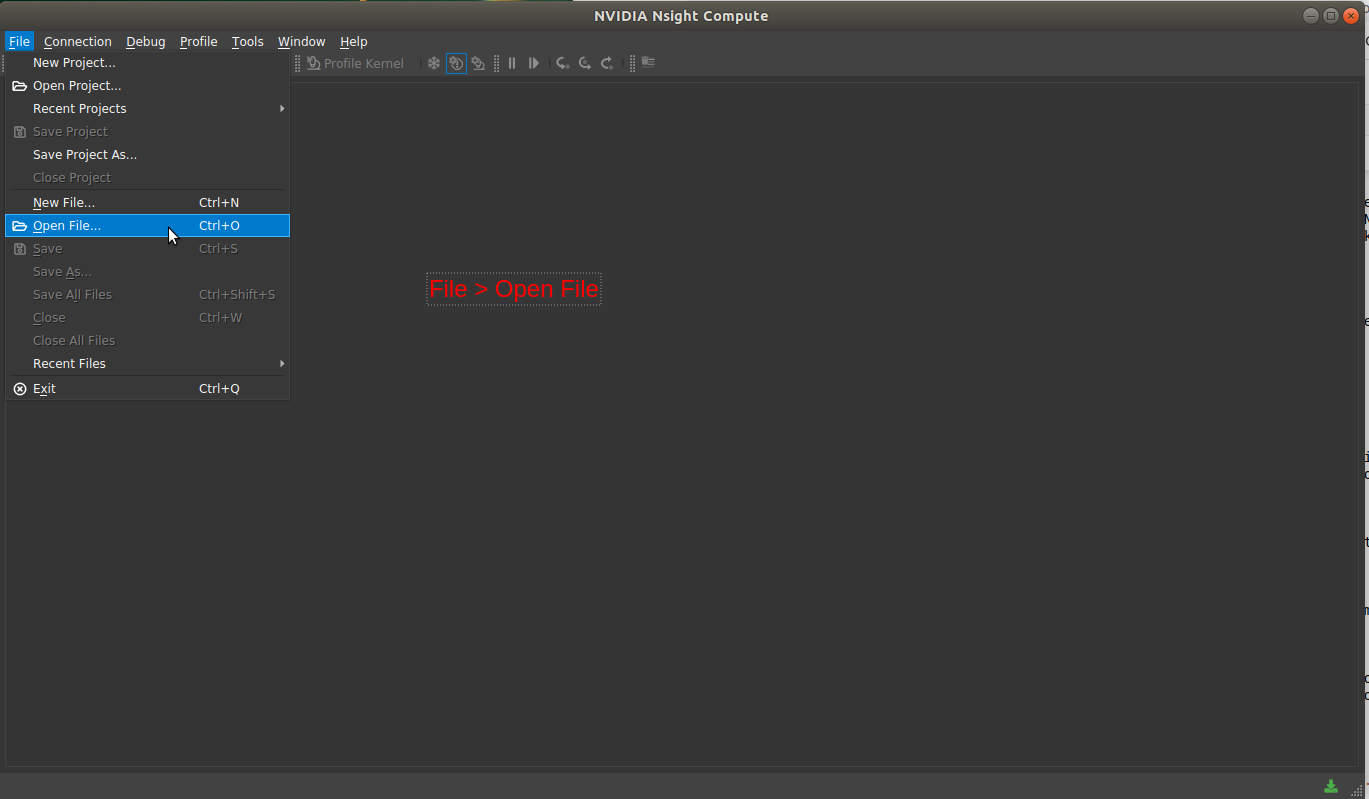 NVIDIA Nsight Compute
File Connection Debug Profile Tools Window Help
New Project...
Profile Kernel
Open Project...
Recent Projects
Save Project
Save Project As...
Close Project
New File... Ctrl+N
Open File... Ctrl+O
Save Ctrl+S
Save As...
File > Open File
Save All Files Ctrl+Shift+S
Close Ctrl+W
Close All Files
Recent Files
Exit Ctrl+Q